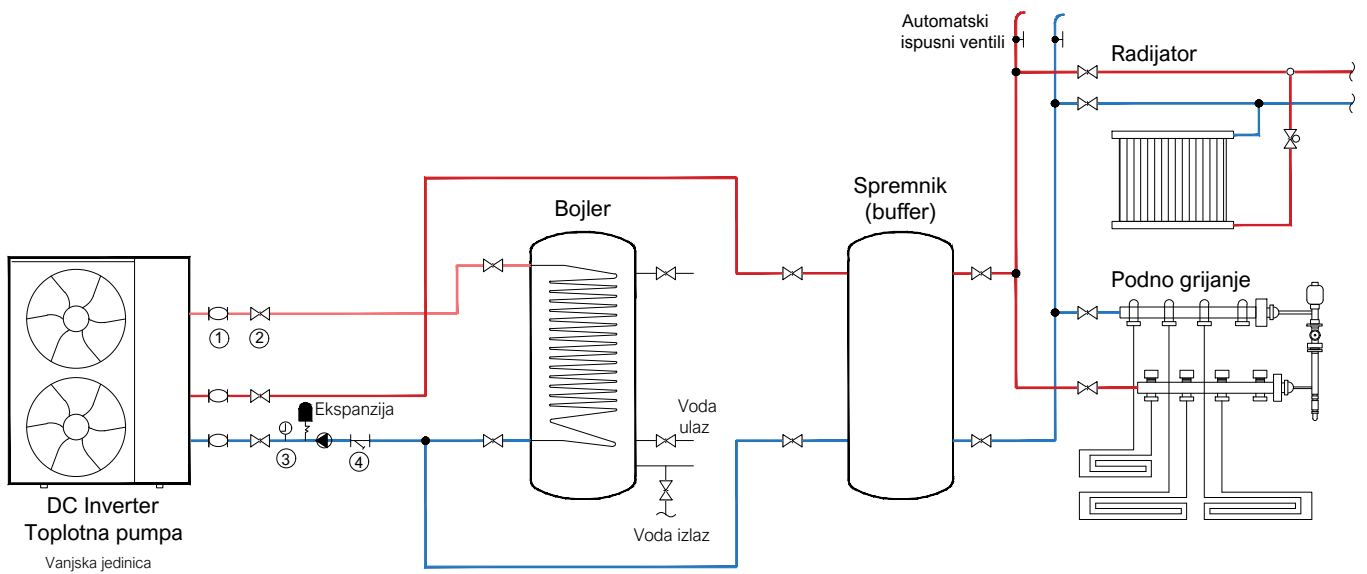 Automatski
ispusni ventili
Radijator
Spremnik
(buffer)
Bojler
Podno grijanje
1
2
Ekspanzija
Voda
ulaz
3
4
DC Inverter
Toplotna pumpa
Voda izlaz
Vanjska jedinica